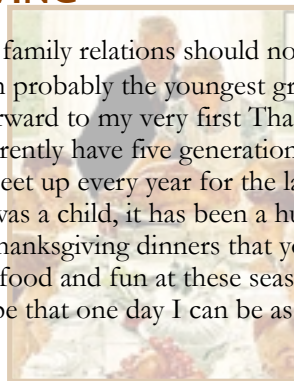 family relations should no
n probably the youngest gr
rward to my very first Tha
rently have five generation
eet up every year for the la
was a child, it has been a hu
hanksgiving dinners that yo
food and fun at these seas
pe that one day I can be as